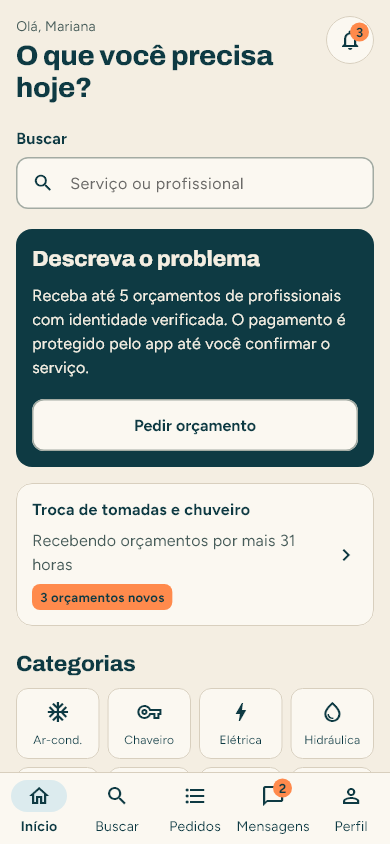 Olá, Mariana
O que você precisa
hoje?
3
Buscar
Serviço ou profissional
Descreva o problema
Receba até 5 orçamentos de profissionais
com identidade verificada. O pagamento é
protegido pelo app até você confirmar o
serviço.
Pedir orçamento
Troca de tomadas e chuveiro
Recebendo orçamentos por mais 31
horas
3 orçamentos novos
Categorias
Ar-cond.
Chaveiro
Elétrica
Hidráulica
2
Início
Buscar
Pedidos
Mensagens
Perfil